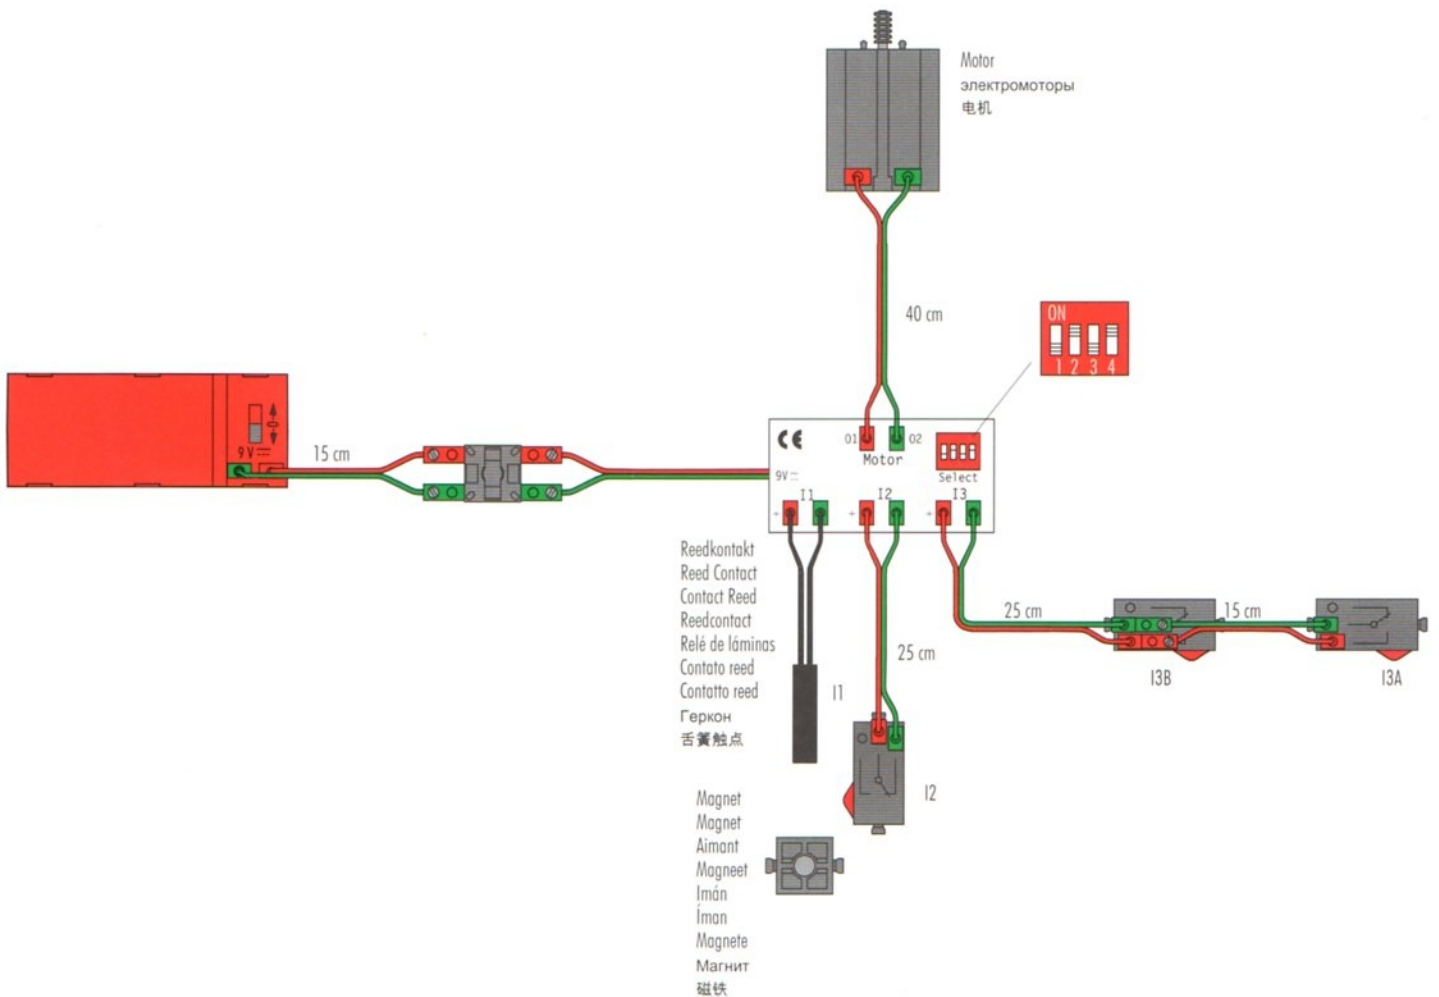 Motor
электромоторы
电机
40 cm
ON
1 2 3 4
9V
15 cm
CE
O1 O2
Motor
9V
Select
I1 I2 I3
+ + +
Reedkontakt
Reed Contact
Contact Reed
Reedcontact
Relé de láminas
Contato reed
Contatto reed
Геркон
舌簧触点
I1
25 cm
I2
25 cm
15 cm
I3B
I3A
Magnet
Magnet
Aimant
Magneet
Imán
Íman
Magnete
Магнит
磁铁